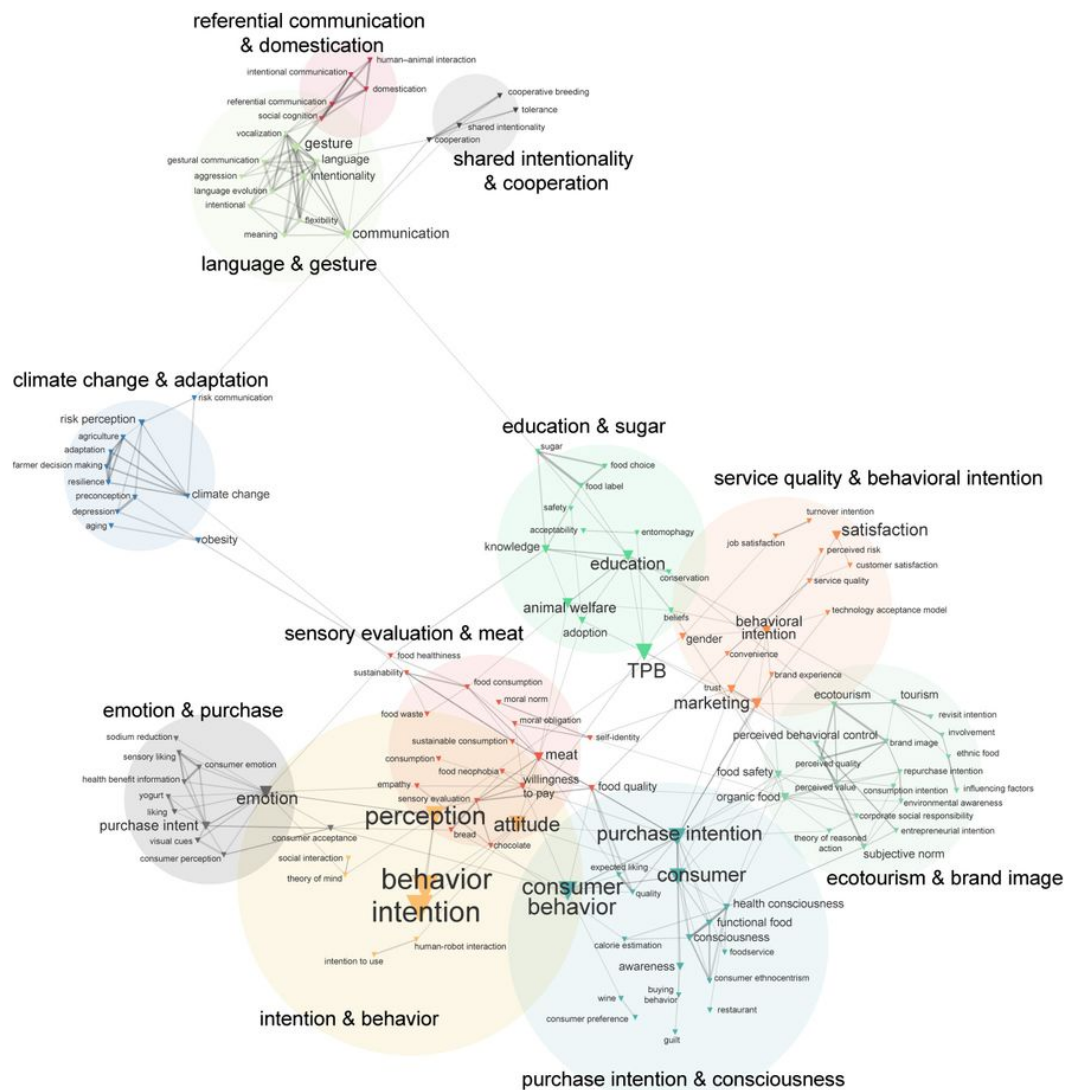 referential communication
& domestication
human–animal interaction
intentional communication
domestication
referential communication
social cognition
cooperative breeding
tolerance
shared intentionality
cooperation
shared intentionality
& cooperation
vocalization
gesture
gestural communication
language
aggression
intentionality
language evolution
intentional
flexibility
meaning
communication
language & gesture
climate change & adaptation
risk communication
risk perception
agriculture
adaptation
farmer decision making
resilience
preconception
climate change
depression
aging
obesity
education & sugar
sugar
food choice
food label
safety
acceptability
entomophagy
knowledge
education
conservation
animal welfare
beliefs
adoption
TPB
service quality & behavioral intention
turnover intention
satisfaction
job satisfaction
perceived risk
customer satisfaction
service quality
technology acceptance model
behavioral
intention
gender
convenience
brand experience
trust
marketing
sensory evaluation & meat
food healthiness
sustainability
food consumption
moral norm
food waste
moral obligation
sustainable consumption
self-identity
consumption
meat
food neophobia
empathy
willingness
to pay
food quality
sensory evaluation
bread
chocolate
emotion & purchase
sodium reduction
sensory liking
consumer emotion
health benefit information
yogurt
emotion
liking
purchase intent
visual cues
consumer perception
ecotourism
tourism
revisit intention
involvement
perceived behavioral control
brand image
ethnic food
perceived quality
food safety
repurchase intention
perceived value
consumption intention
influencing factors
organic food
environmental awareness
corporate social responsibility
theory of reasoned
action
entrepreneurial intention
subjective norm
ecotourism & brand image
perception
attitude
consumer acceptance
social interaction
theory of mind
behavior
intention
human-robot interaction
intention to use
intention & behavior
purchase intention
expected liking
consumer
consumer
behavior
quality
health consciousness
functional food
consciousness
calorie estimation
foodservice
awareness
consumer ethnocentrism
buying
behavior
wine
restaurant
consumer preference
guilt
purchase intention & consciousness